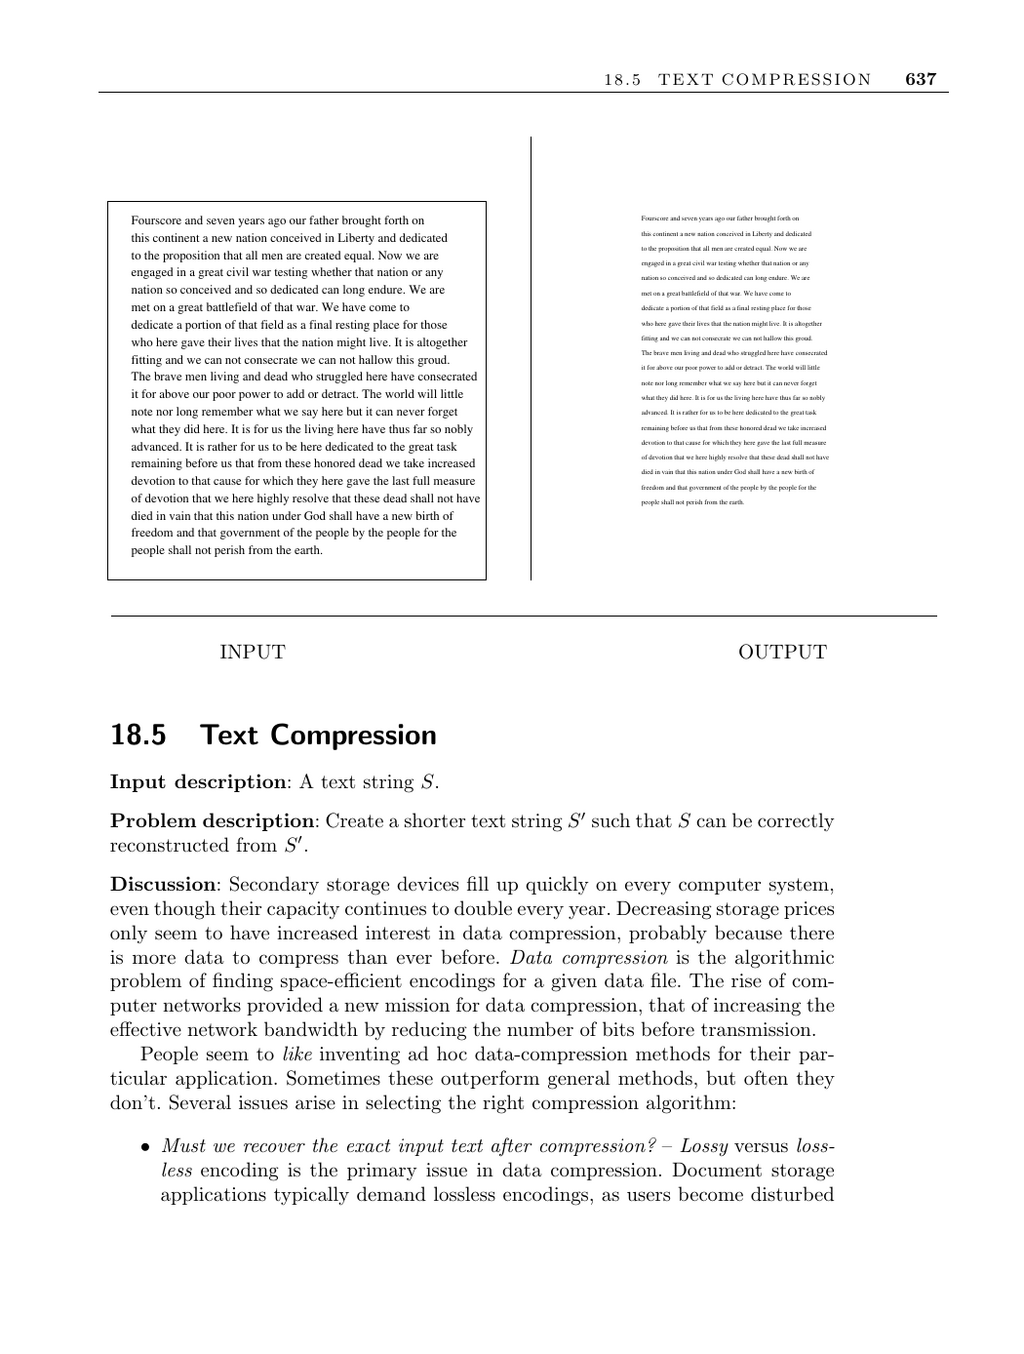 18.5 TEXT COMPRESSION 637
Fourscore and seven years ago our father brought forth on
this continent a new nation conceived in Liberty and dedicated
to the proposition that all men are created equal. Now we are
engaged in a great civil war testing whether that nation or any
nation so conceived and so dedicated can long endure. We are
met on a great battlefield of that war. We have come to
dedicate a portion of that field as a final resting place for those
who here gave their lives that the nation might live. It is altogether
fitting and we can not consecrate we can not hallow this groud.
The brave men living and dead who struggled here have consecrated
it for above our poor power to add or detract. The world will little
note nor long remember what we say here but it can never forget
what they did here. It is for us the living here have thus far so nobly
advanced. It is rather for us to be here dedicated to the great task
remaining before us that from these honored dead we take increased
devotion to that cause for which they here gave the last full measure
of devotion that we here highly resolve that these dead shall not have
died in vain that this nation under God shall have a new birth of
freedom and that government of the people by the people for the
people shall not perish from the earth.
Fourscore and seven years ago our father brought forth on
this continent a new nation conceived in Liberty and dedicated
to the proposition that all men are created equal. Now we are
engaged in a great civil war testing whether that nation or any
nation so conceived and so dedicated can long endure. We are
met on a great battlefield of that war. We have come to
dedicate a portion of that field as a final resting place for those
who here gave their lives that the nation might live. It is altogether
fitting and we can not consecrate we can not hallow this groud.
The brave men living and dead who struggled here have consecrated
it for above our poor power to add or detract. The world will little
note nor long remember what we say here but it can never forget
what they did here. It is for us the living here have thus far so nobly
advanced. It is rather for us to be here dedicated to the great task
remaining before us that from these honored dead we take increased
devotion to that cause for which they here gave the last full measure
of devotion that we here highly resolve that these dead shall not have
died in vain that this nation under God shall have a new birth of
freedom and that government of the people by the people for the
people shall not perish from the earth.
INPUT OUTPUT
18.5 Text Compression
Input description: A text string S.
Problem description: Create a shorter text string S′ such that S can be correctly
reconstructed from S′.
Discussion: Secondary storage devices fill up quickly on every computer system,
even though their capacity continues to double every year. Decreasing storage prices
only seem to have increased interest in data compression, probably because there
is more data to compress than ever before. Data compression is the algorithmic
problem of finding space-efficient encodings for a given data file. The rise of com-
puter networks provided a new mission for data compression, that of increasing the
effective network bandwidth by reducing the number of bits before transmission.
People seem to like inventing ad hoc data-compression methods for their par-
ticular application. Sometimes these outperform general methods, but often they
don't. Several issues arise in selecting the right compression algorithm:
• Must we recover the exact input text after compression? – Lossy versus loss-
less encoding is the primary issue in data compression. Document storage
applications typically demand lossless encodings, as users become disturbed